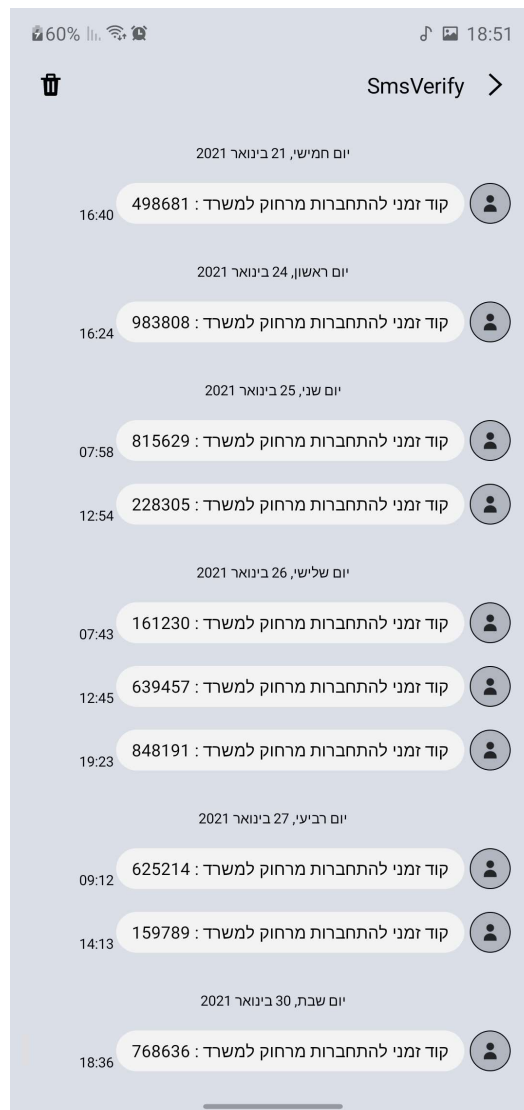 60% 18:51
SmsVerify
יום חמישי, 21 בינואר 2021
קוד זמני להתחברות מרחוק למשרד : 498681
16:40
יום ראשון, 24 בינואר 2021
קוד זמני להתחברות מרחוק למשרד : 983808
16:24
יום שני, 25 בינואר 2021
קוד זמני להתחברות מרחוק למשרד : 815629
07:58
קוד זמני להתחברות מרחוק למשרד : 228305
12:54
יום שלישי, 26 בינואר 2021
קוד זמני להתחברות מרחוק למשרד : 161230
07:43
קוד זמני להתחברות מרחוק למשרד : 639457
12:45
קוד זמני להתחברות מרחוק למשרד : 848191
19:23
יום רביעי, 27 בינואר 2021
קוד זמני להתחברות מרחוק למשרד : 625214
09:12
קוד זמני להתחברות מרחוק למשרד : 159789
14:13
יום שבת, 30 בינואר 2021
קוד זמני להתחברות מרחוק למשרד : 768636
18:36